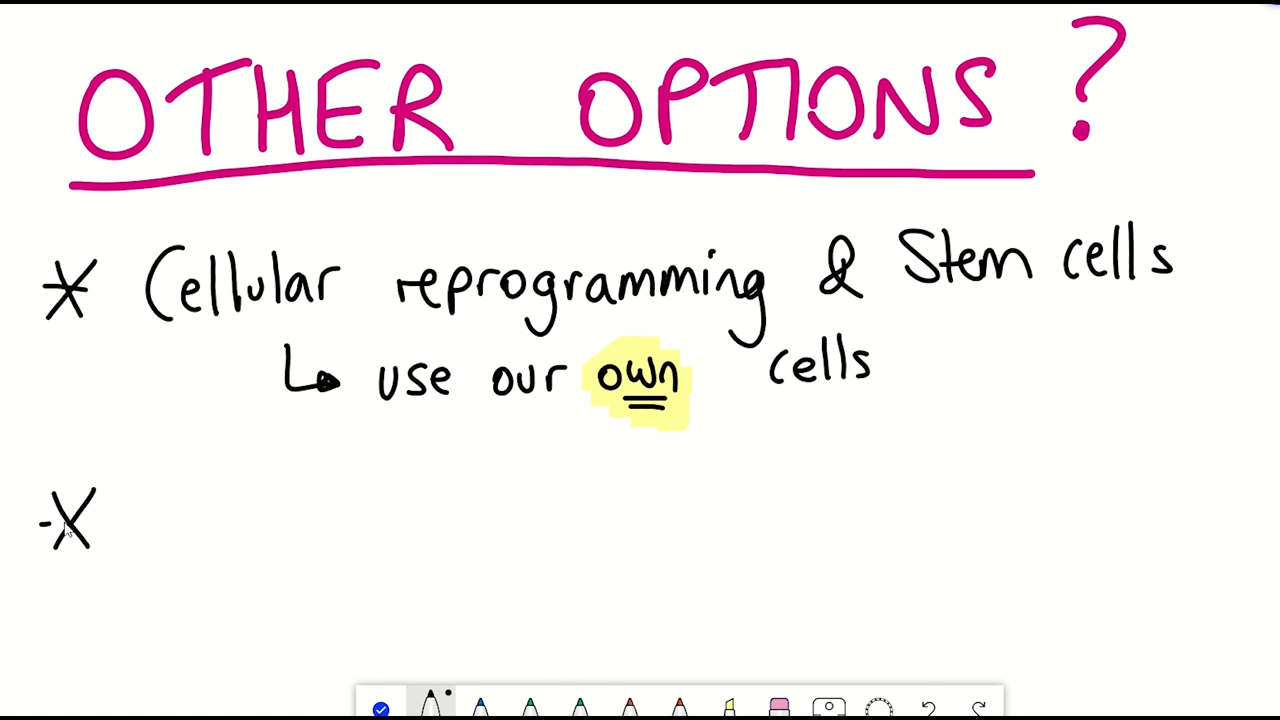 OTHER OPTIONS?
* Cellular reprogramming & Stem cells
↳ use our own cells
*